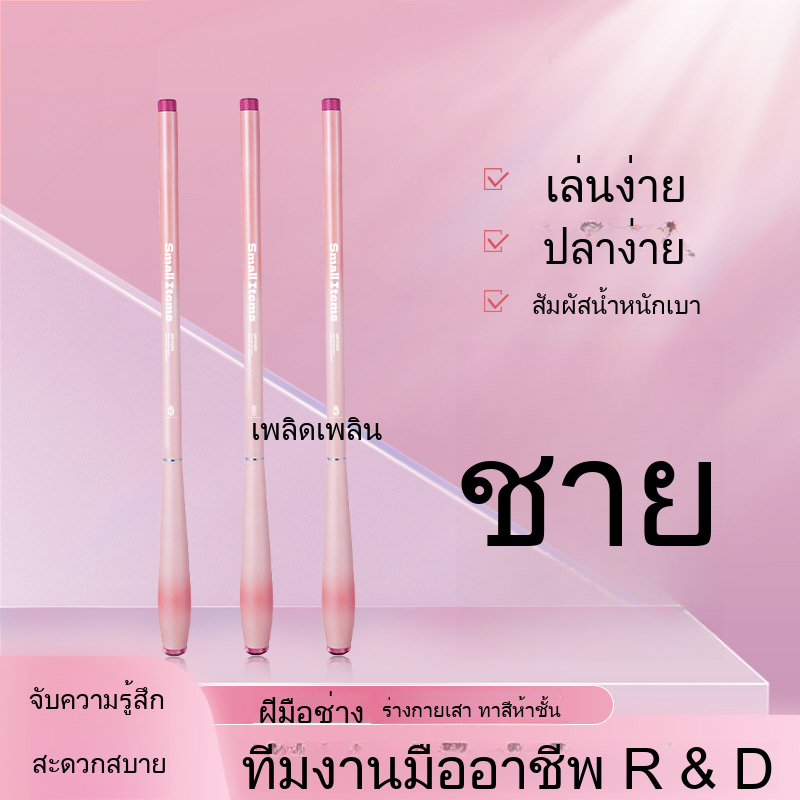 เล่นง่าย
ปลาง่าย
สัมผัสน้ำหนักเบา
Small Items
Small Items
Small Items
เพลิดเพลิน
ชาย
จับความรู้สึก
สะดวกสบาย
ฝีมือช่าง ร่างกายเสา ทาสีห้าชั้น
ทีมงานมืออาชีพ R & D